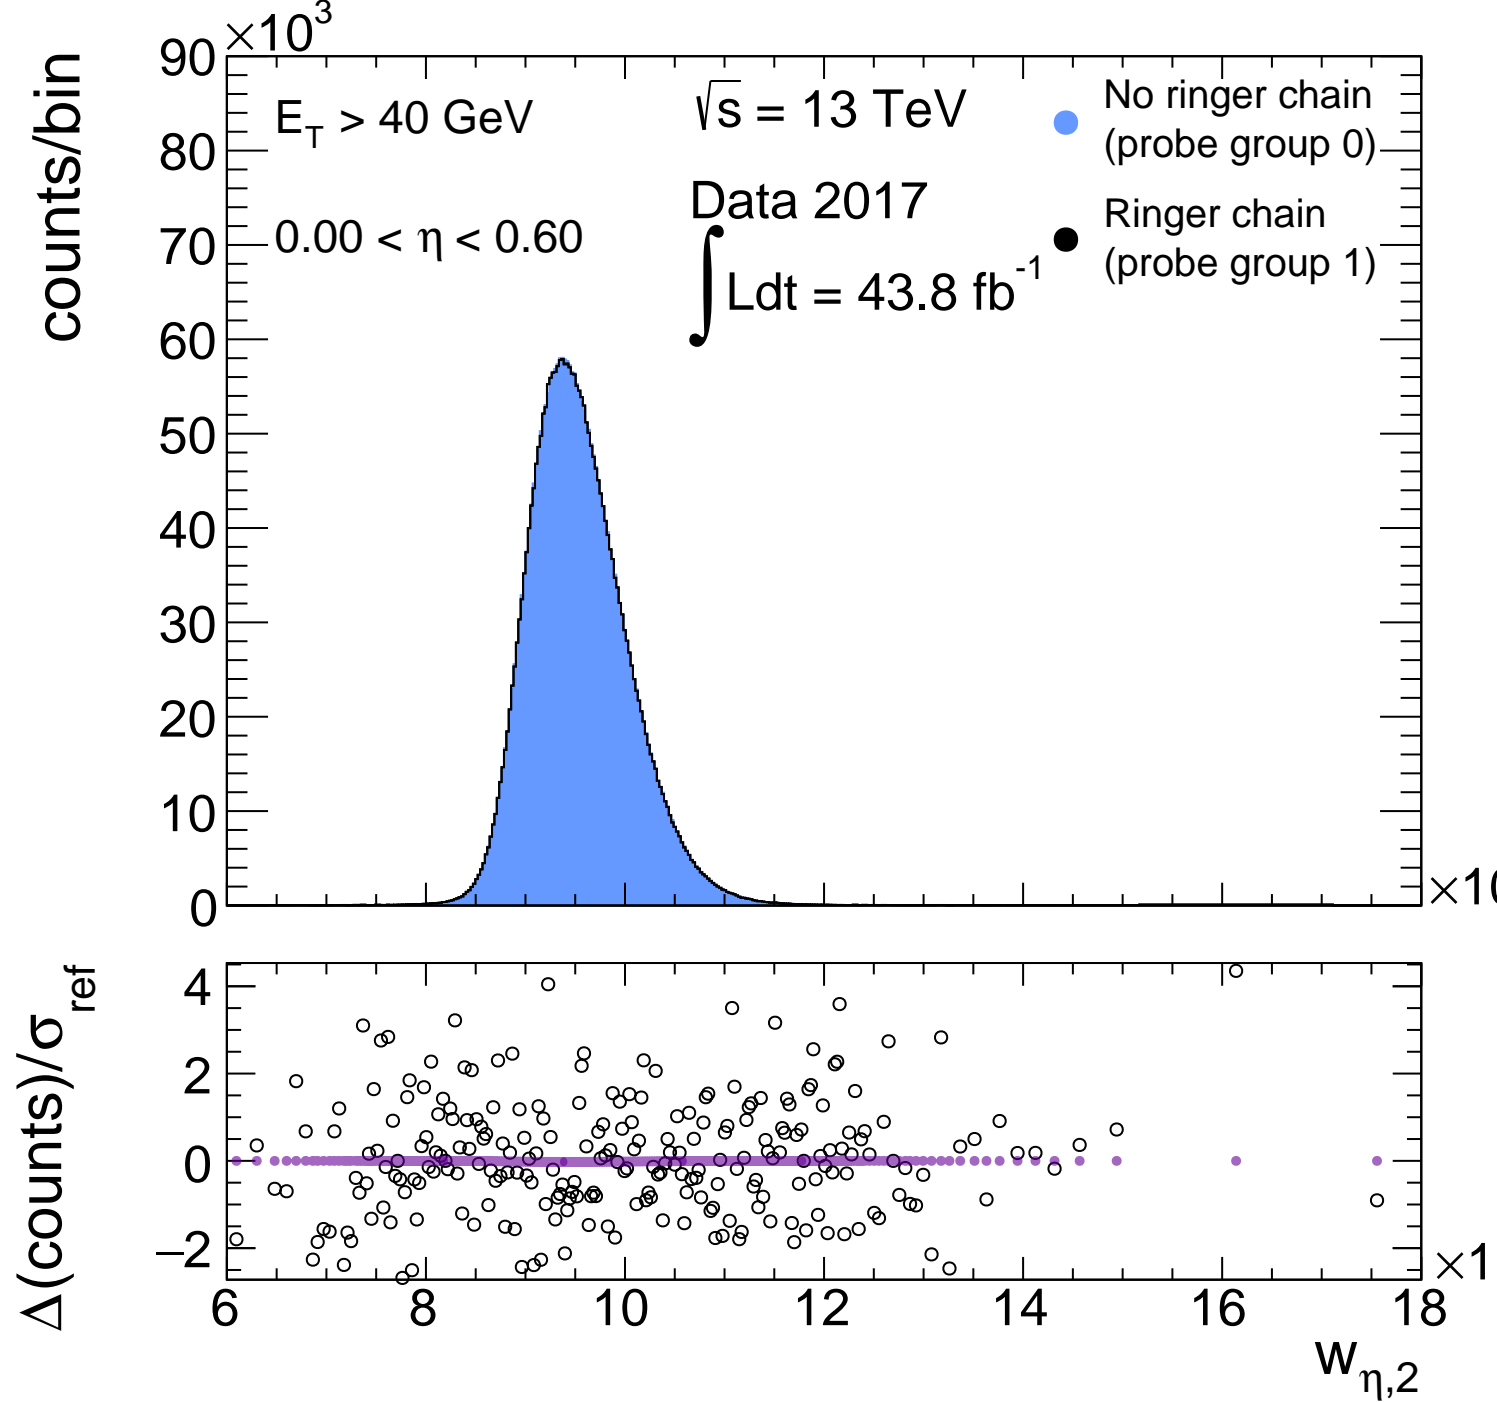 ×10³
counts/bin
90
80
70
60
50
40
30
20
10
0
E_T > 40 GeV
0.00 < η < 0.60
√s = 13 TeV
Data 2017
∫Ldt = 43.8 fb⁻¹
No ringer chain
(probe group 0)
Ringer chain
(probe group 1)
×10
Δ(counts)/σ_ref
4
2
0
−2
×1
6 8 10 12 14 16 18
w_η,2